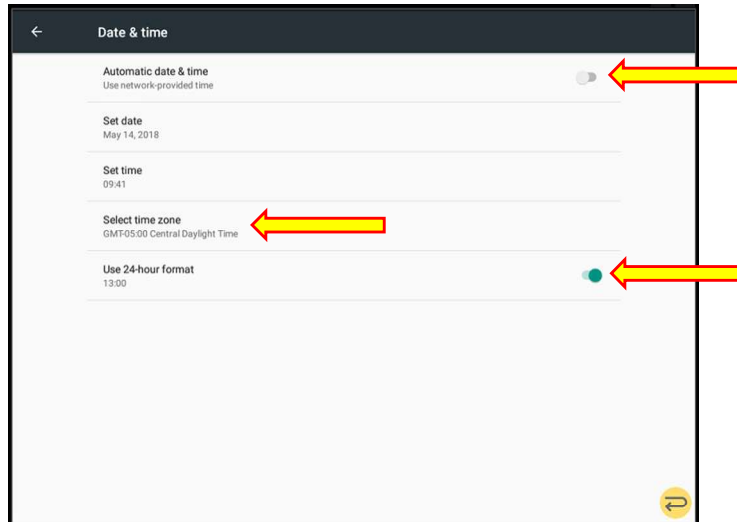 Date & time
Automatic date & time
Use network-provided time
Set date
May 14, 2018
Set time
09:41
Select time zone
GMT-05:00 Central Daylight Time
Use 24-hour format
13:00